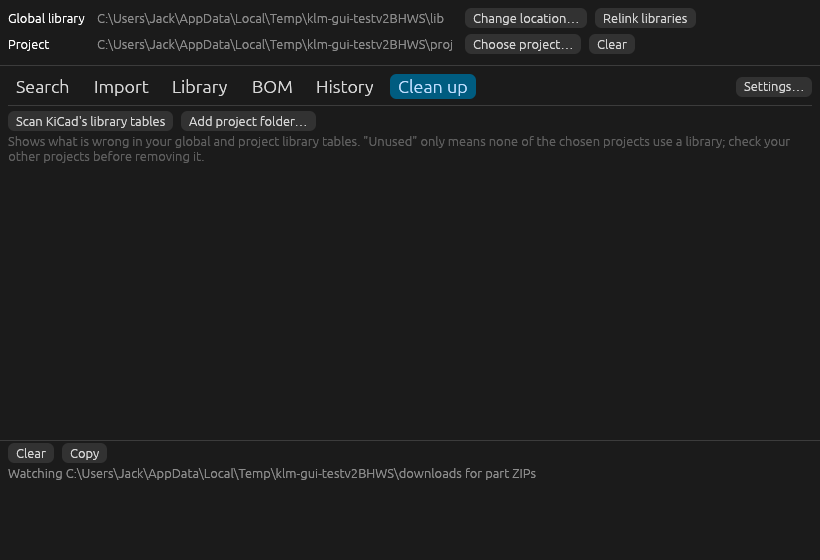 Global library C:\Users\Jack\AppData\Local\Temp\klm-gui-testv2BHWS\lib Change location... Relink libraries
Project C:\Users\Jack\AppData\Local\Temp\klm-gui-testv2BHWS\proj Choose project... Clear
Search Import Library BOM History Clean up Settings...
Scan KiCad's library tables Add project folder...
Shows what is wrong in your global and project library tables. "Unused" only means none of the chosen projects use a library; check your
other projects before removing it.
Clear Copy
Watching C:\Users\Jack\AppData\Local\Temp\klm-gui-testv2BHWS\downloads for part ZIPs